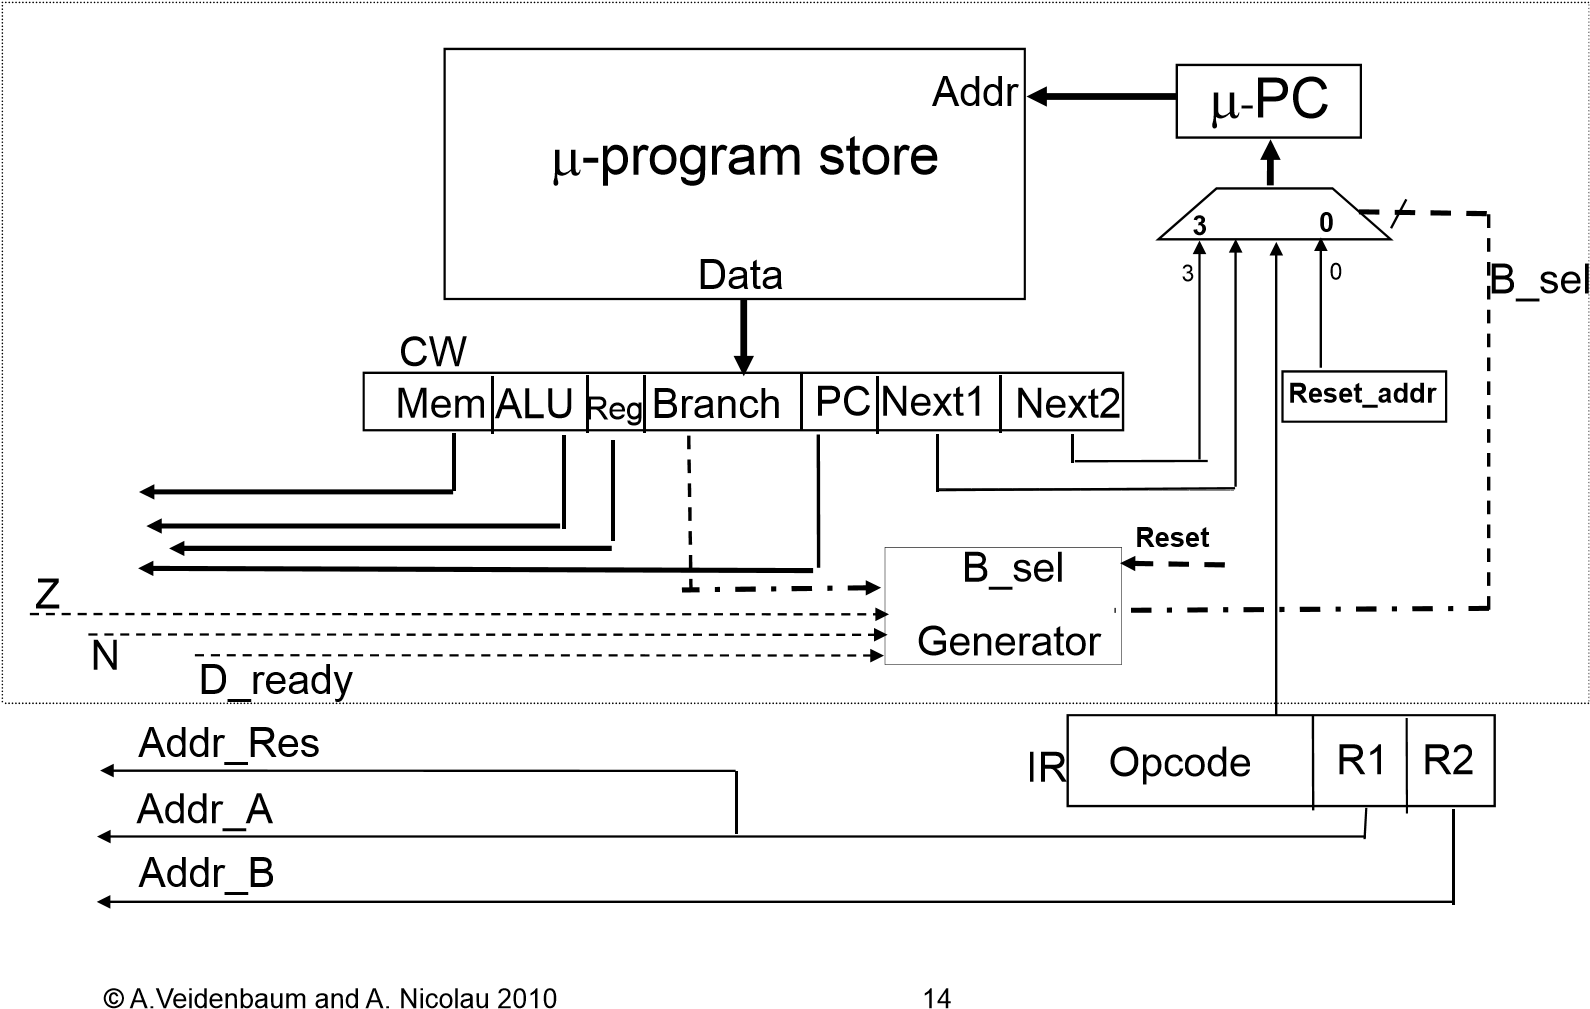 Addr
μ-PC
μ-program store
3
0
Data
3
0
B_sel
CW
Mem
ALU
Reg
Branch
PC
Next1
Next2
Reset_addr
Reset
B_sel
Generator
Z
N
D_ready
Addr_Res
IR
Opcode
R1
R2
Addr_A
Addr_B
© A.Veidenbaum and A. Nicolau 2010
14